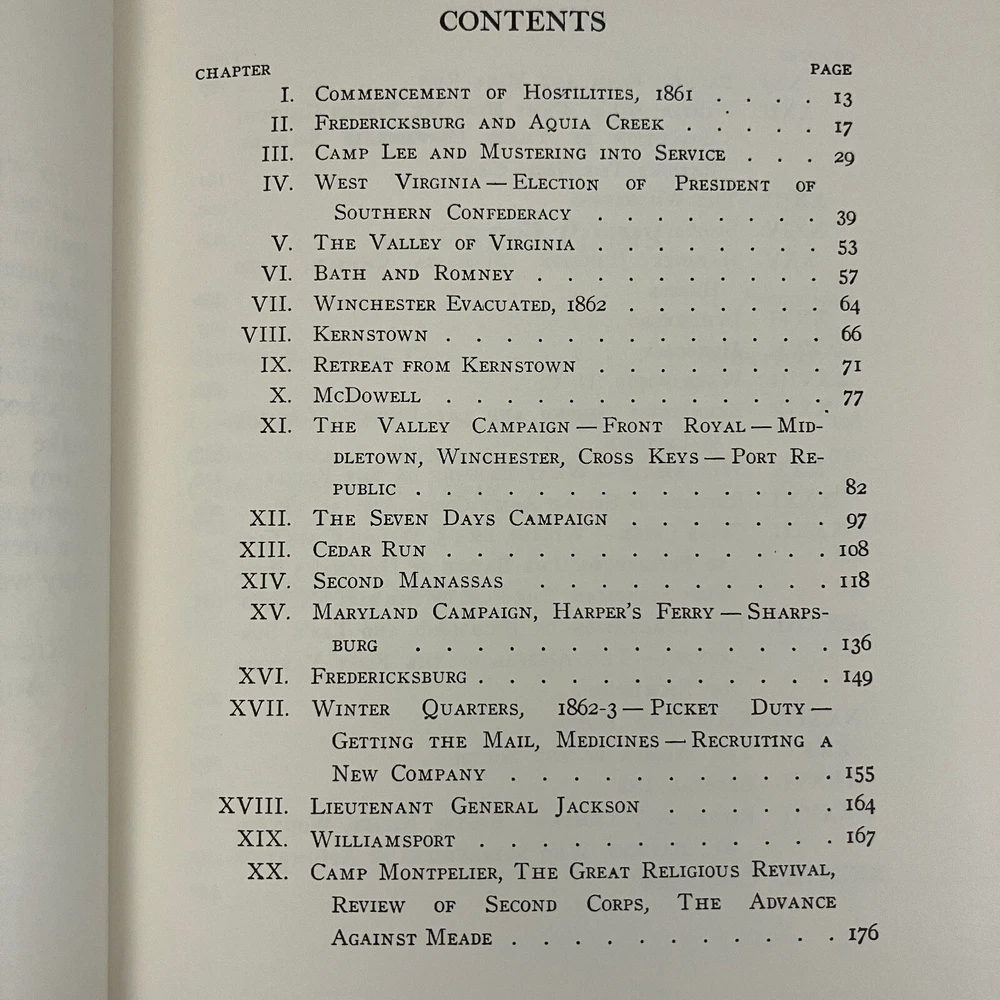 CONTENTS
CHAPTER PAGE
I. Commencement of Hostilities, 1861 . . . . 13
II. Fredericksburg and Aquia Creek . . . . . 17
III. Camp Lee and Mustering into Service . . . 29
IV. West Virginia — Election of President of
Southern Confederacy . . . . . . . . 39
V. The Valley of Virginia . . . . . . . . 53
VI. Bath and Romney . . . . . . . . . . 57
VII. Winchester Evacuated, 1862 . . . . . . . 64
VIII. Kernstown . . . . . . . . . . . . . 66
IX. Retreat from Kernstown . . . . . . . . 71
X. McDowell . . . . . . . . . . . . . 77
XI. The Valley Campaign — Front Royal — Mid-
dletown, Winchester, Cross Keys — Port Re-
public . . . . . . . . . . . . . . 82
XII. The Seven Days Campaign . . . . . . . 97
XIII. Cedar Run . . . . . . . . . . . . . 108
XIV. Second Manassas . . . . . . . . . . 118
XV. Maryland Campaign, Harper's Ferry — Sharps-
burg . . . . . . . . . . . . . . 136
XVI. Fredericksburg . . . . . . . . . . . . 149
XVII. Winter Quarters, 1862-3 — Picket Duty —
Getting the Mail, Medicines — Recruiting a
New Company . . . . . . . . . . . 155
XVIII. Lieutenant General Jackson . . . . . . 164
XIX. Williamsport . . . . . . . . . . . . . 167
XX. Camp Montpelier, The Great Religious Revival,
Review of Second Corps, The Advance
Against Meade . . . . . . . . . . . . 176